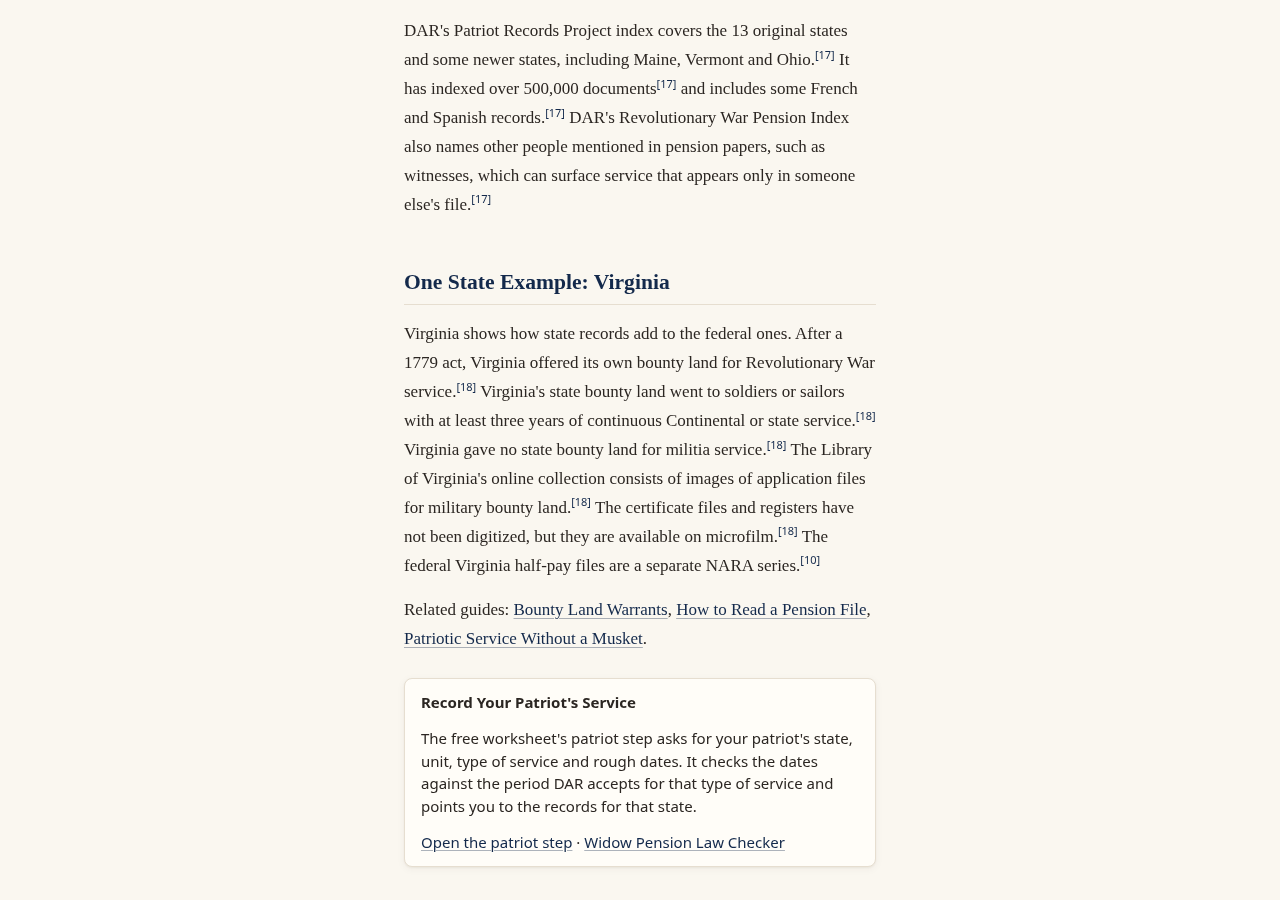 DAR's Patriot Records Project index covers the 13 original states
and some newer states, including Maine, Vermont and Ohio.[17] It
has indexed over 500,000 documents[17] and includes some French
and Spanish records.[17] DAR's Revolutionary War Pension Index
also names other people mentioned in pension papers, such as
witnesses, which can surface service that appears only in someone
else's file.[17]
One State Example: Virginia
Virginia shows how state records add to the federal ones. After a
1779 act, Virginia offered its own bounty land for Revolutionary War
service.[18] Virginia's state bounty land went to soldiers or sailors
with at least three years of continuous Continental or state service.[18]
Virginia gave no state bounty land for militia service.[18] The Library
of Virginia's online collection consists of images of application files
for military bounty land.[18] The certificate files and registers have
not been digitized, but they are available on microfilm.[18] The
federal Virginia half-pay files are a separate NARA series.[10]
Related guides: Bounty Land Warrants, How to Read a Pension File,
Patriotic Service Without a Musket.
Record Your Patriot's Service
The free worksheet's patriot step asks for your patriot's state,
unit, type of service and rough dates. It checks the dates
against the period DAR accepts for that type of service and
points you to the records for that state.
Open the patriot step · Widow Pension Law Checker